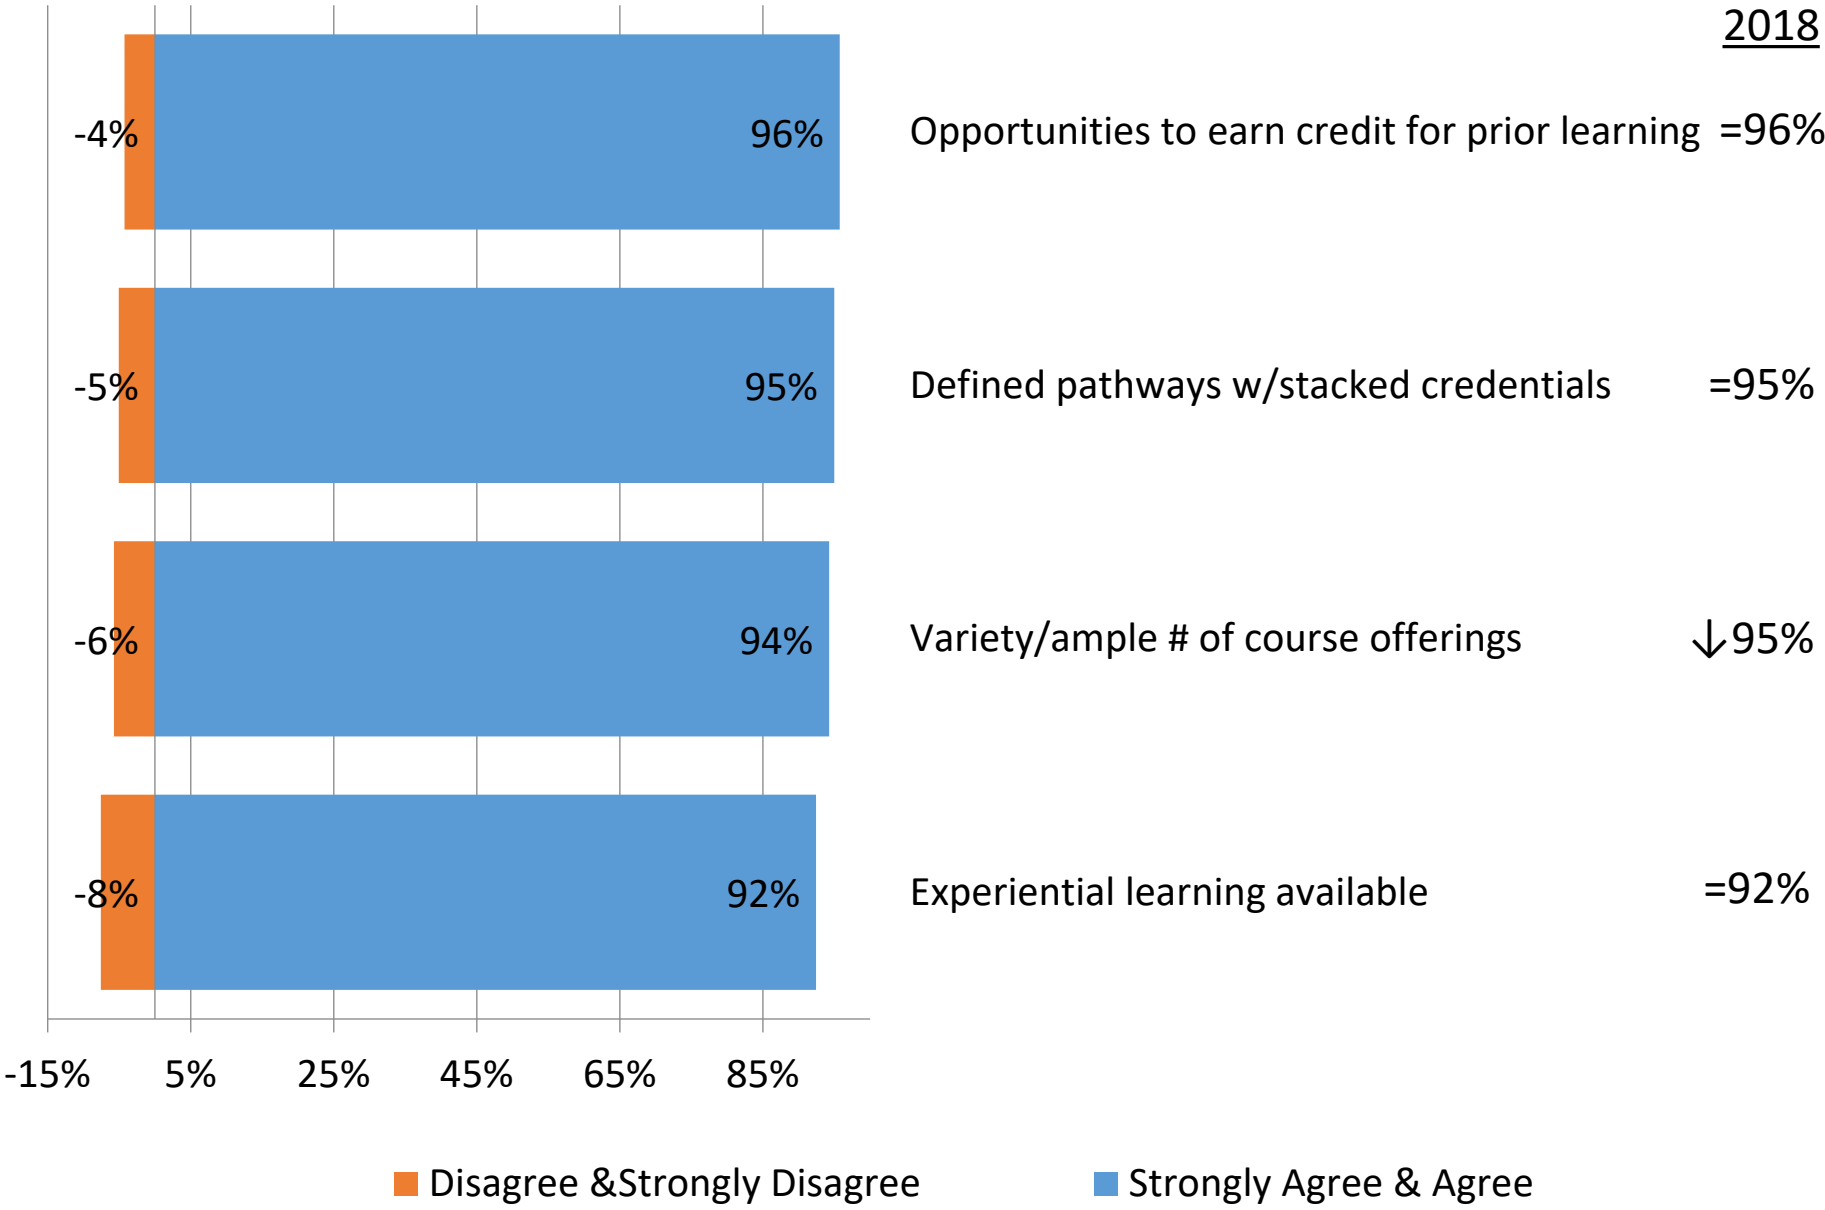 2018
-4% 96% Opportunities to earn credit for prior learning =96%
-5% 95% Defined pathways w/stacked credentials =95%
-6% 94% Variety/ample # of course offerings ↓95%
-8% 92% Experiential learning available =92%
-15% 5% 25% 45% 65% 85%
Disagree &Strongly Disagree Strongly Agree & Agree